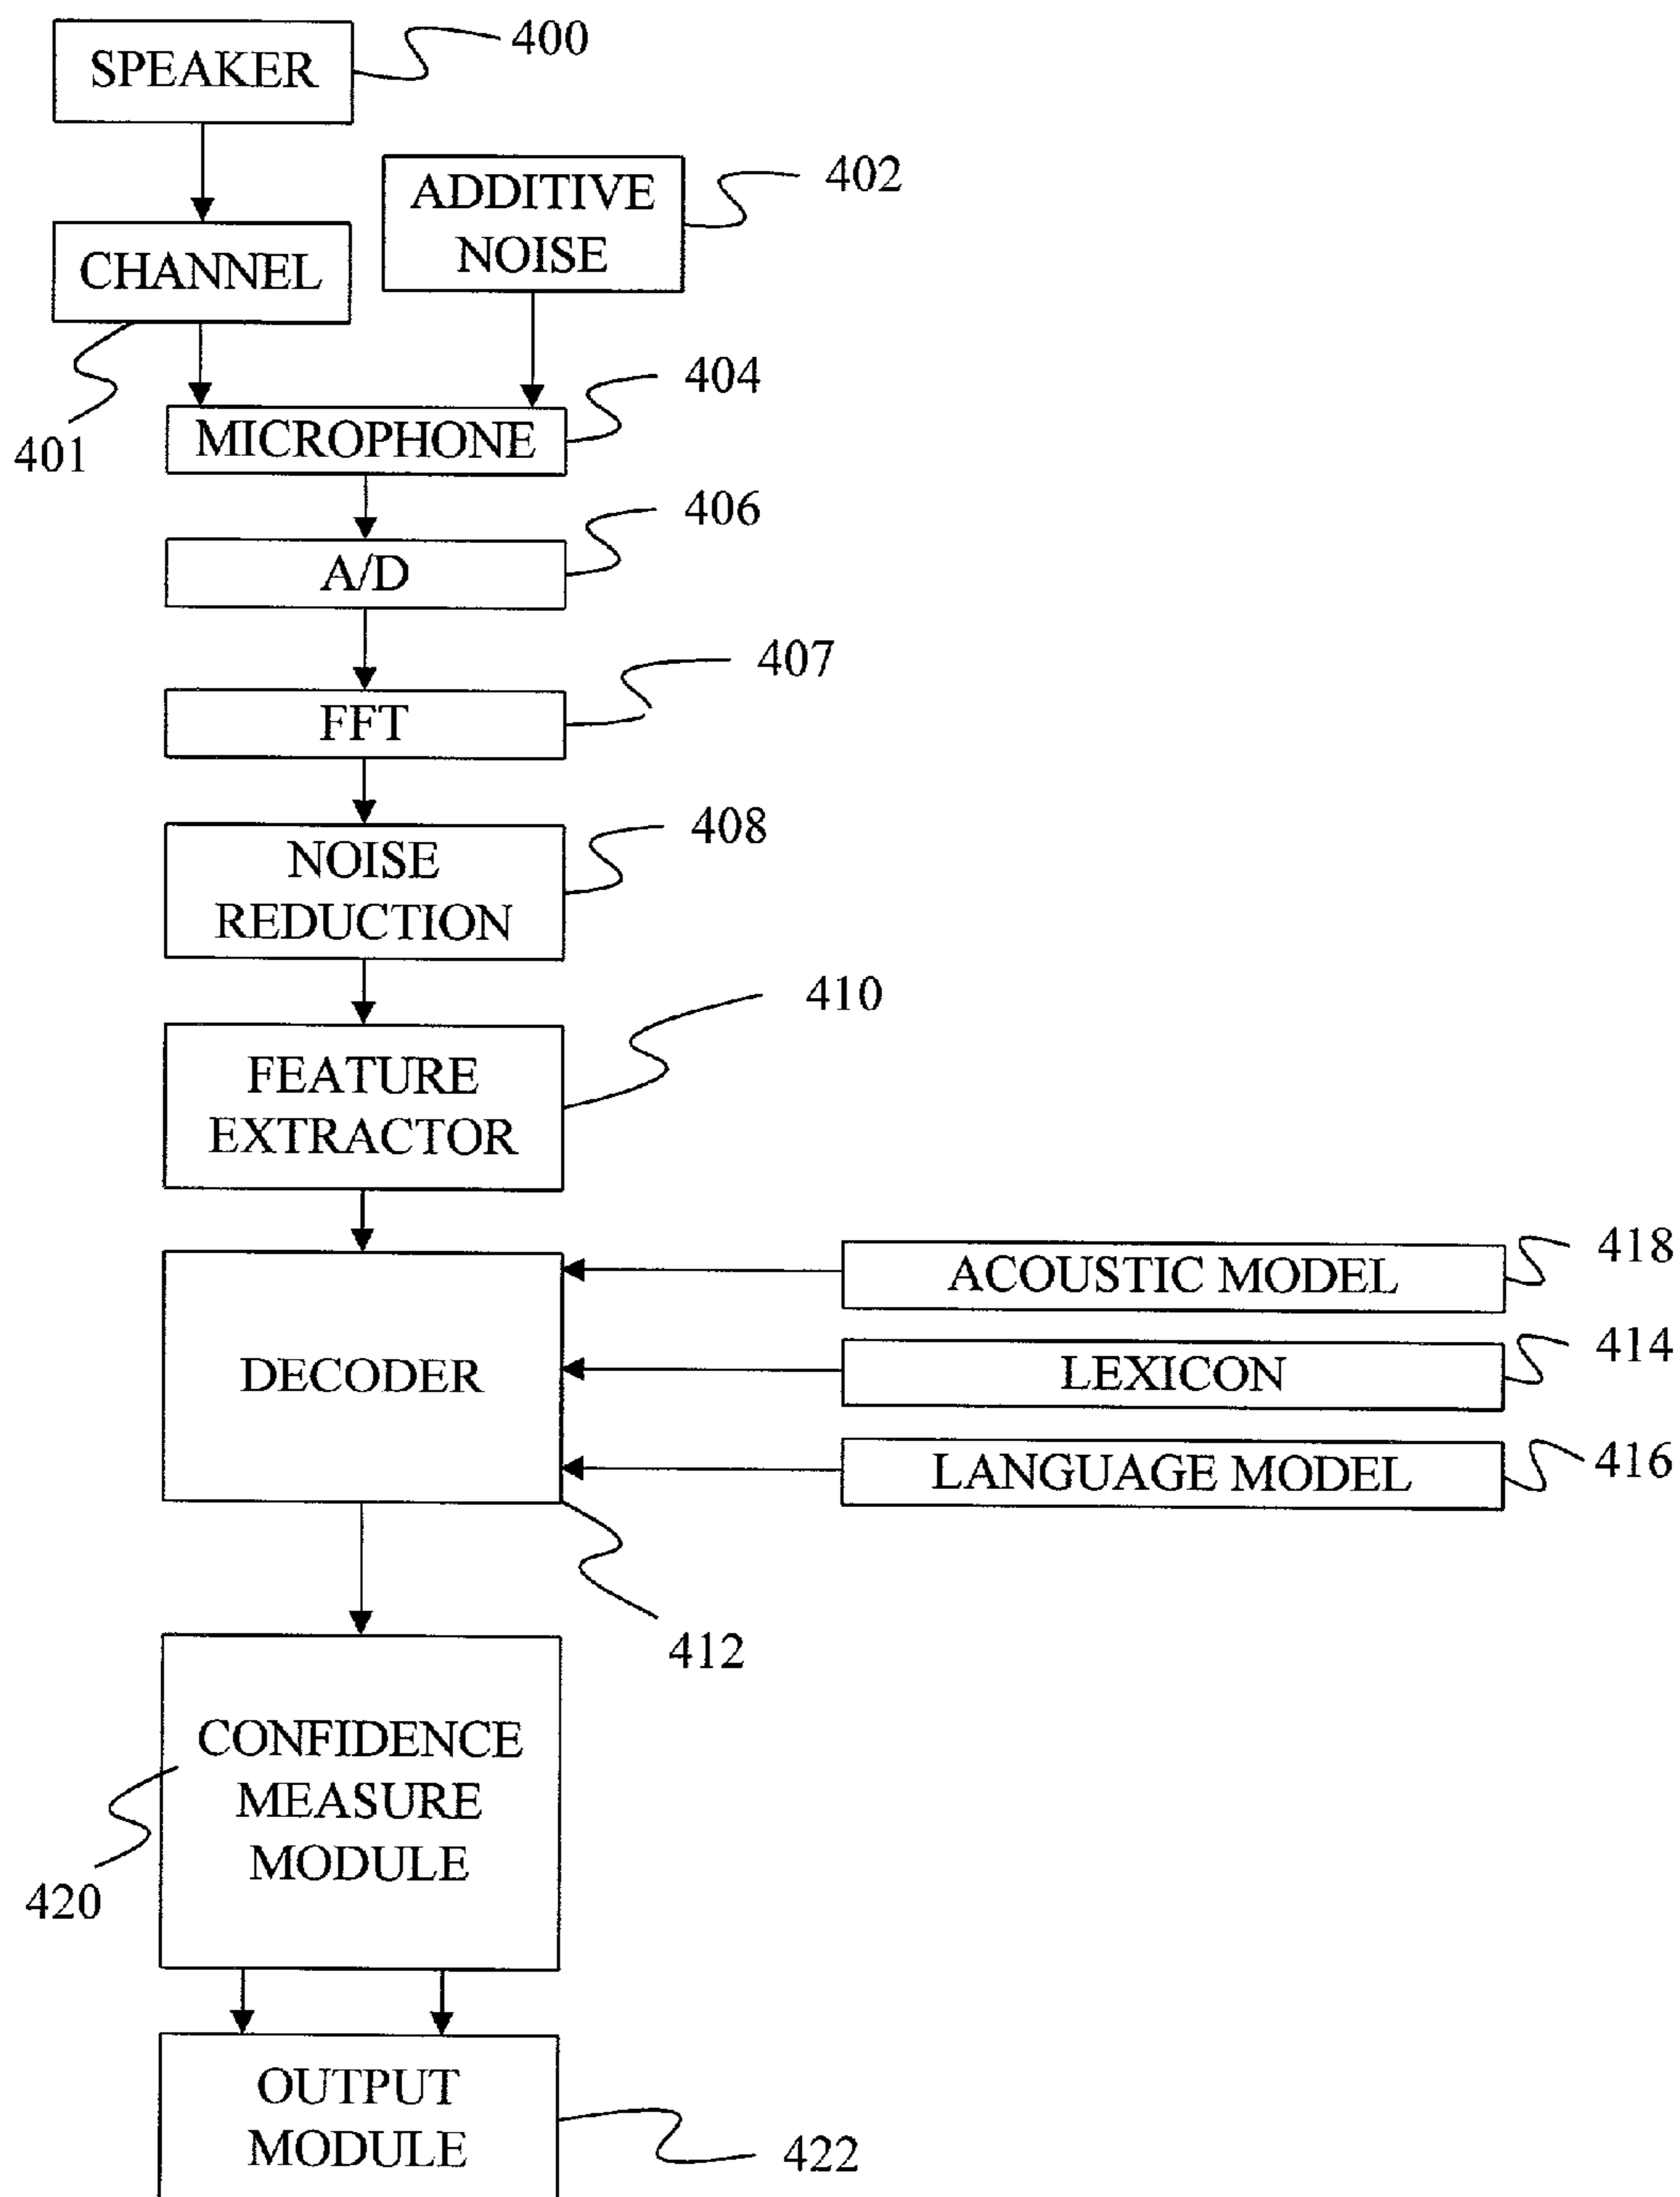 400
SPEAKER
402
ADDITIVE
NOISE
CHANNEL
401
404
MICROPHONE
406
A/D
407
FFT
408
NOISE
REDUCTION
410
FEATURE
EXTRACTOR
418
ACOUSTIC MODEL
414
LEXICON
DECODER
416
LANGUAGE MODEL
412
CONFIDENCE
MEASURE
MODULE
420
OUTPUT
MODULE
422